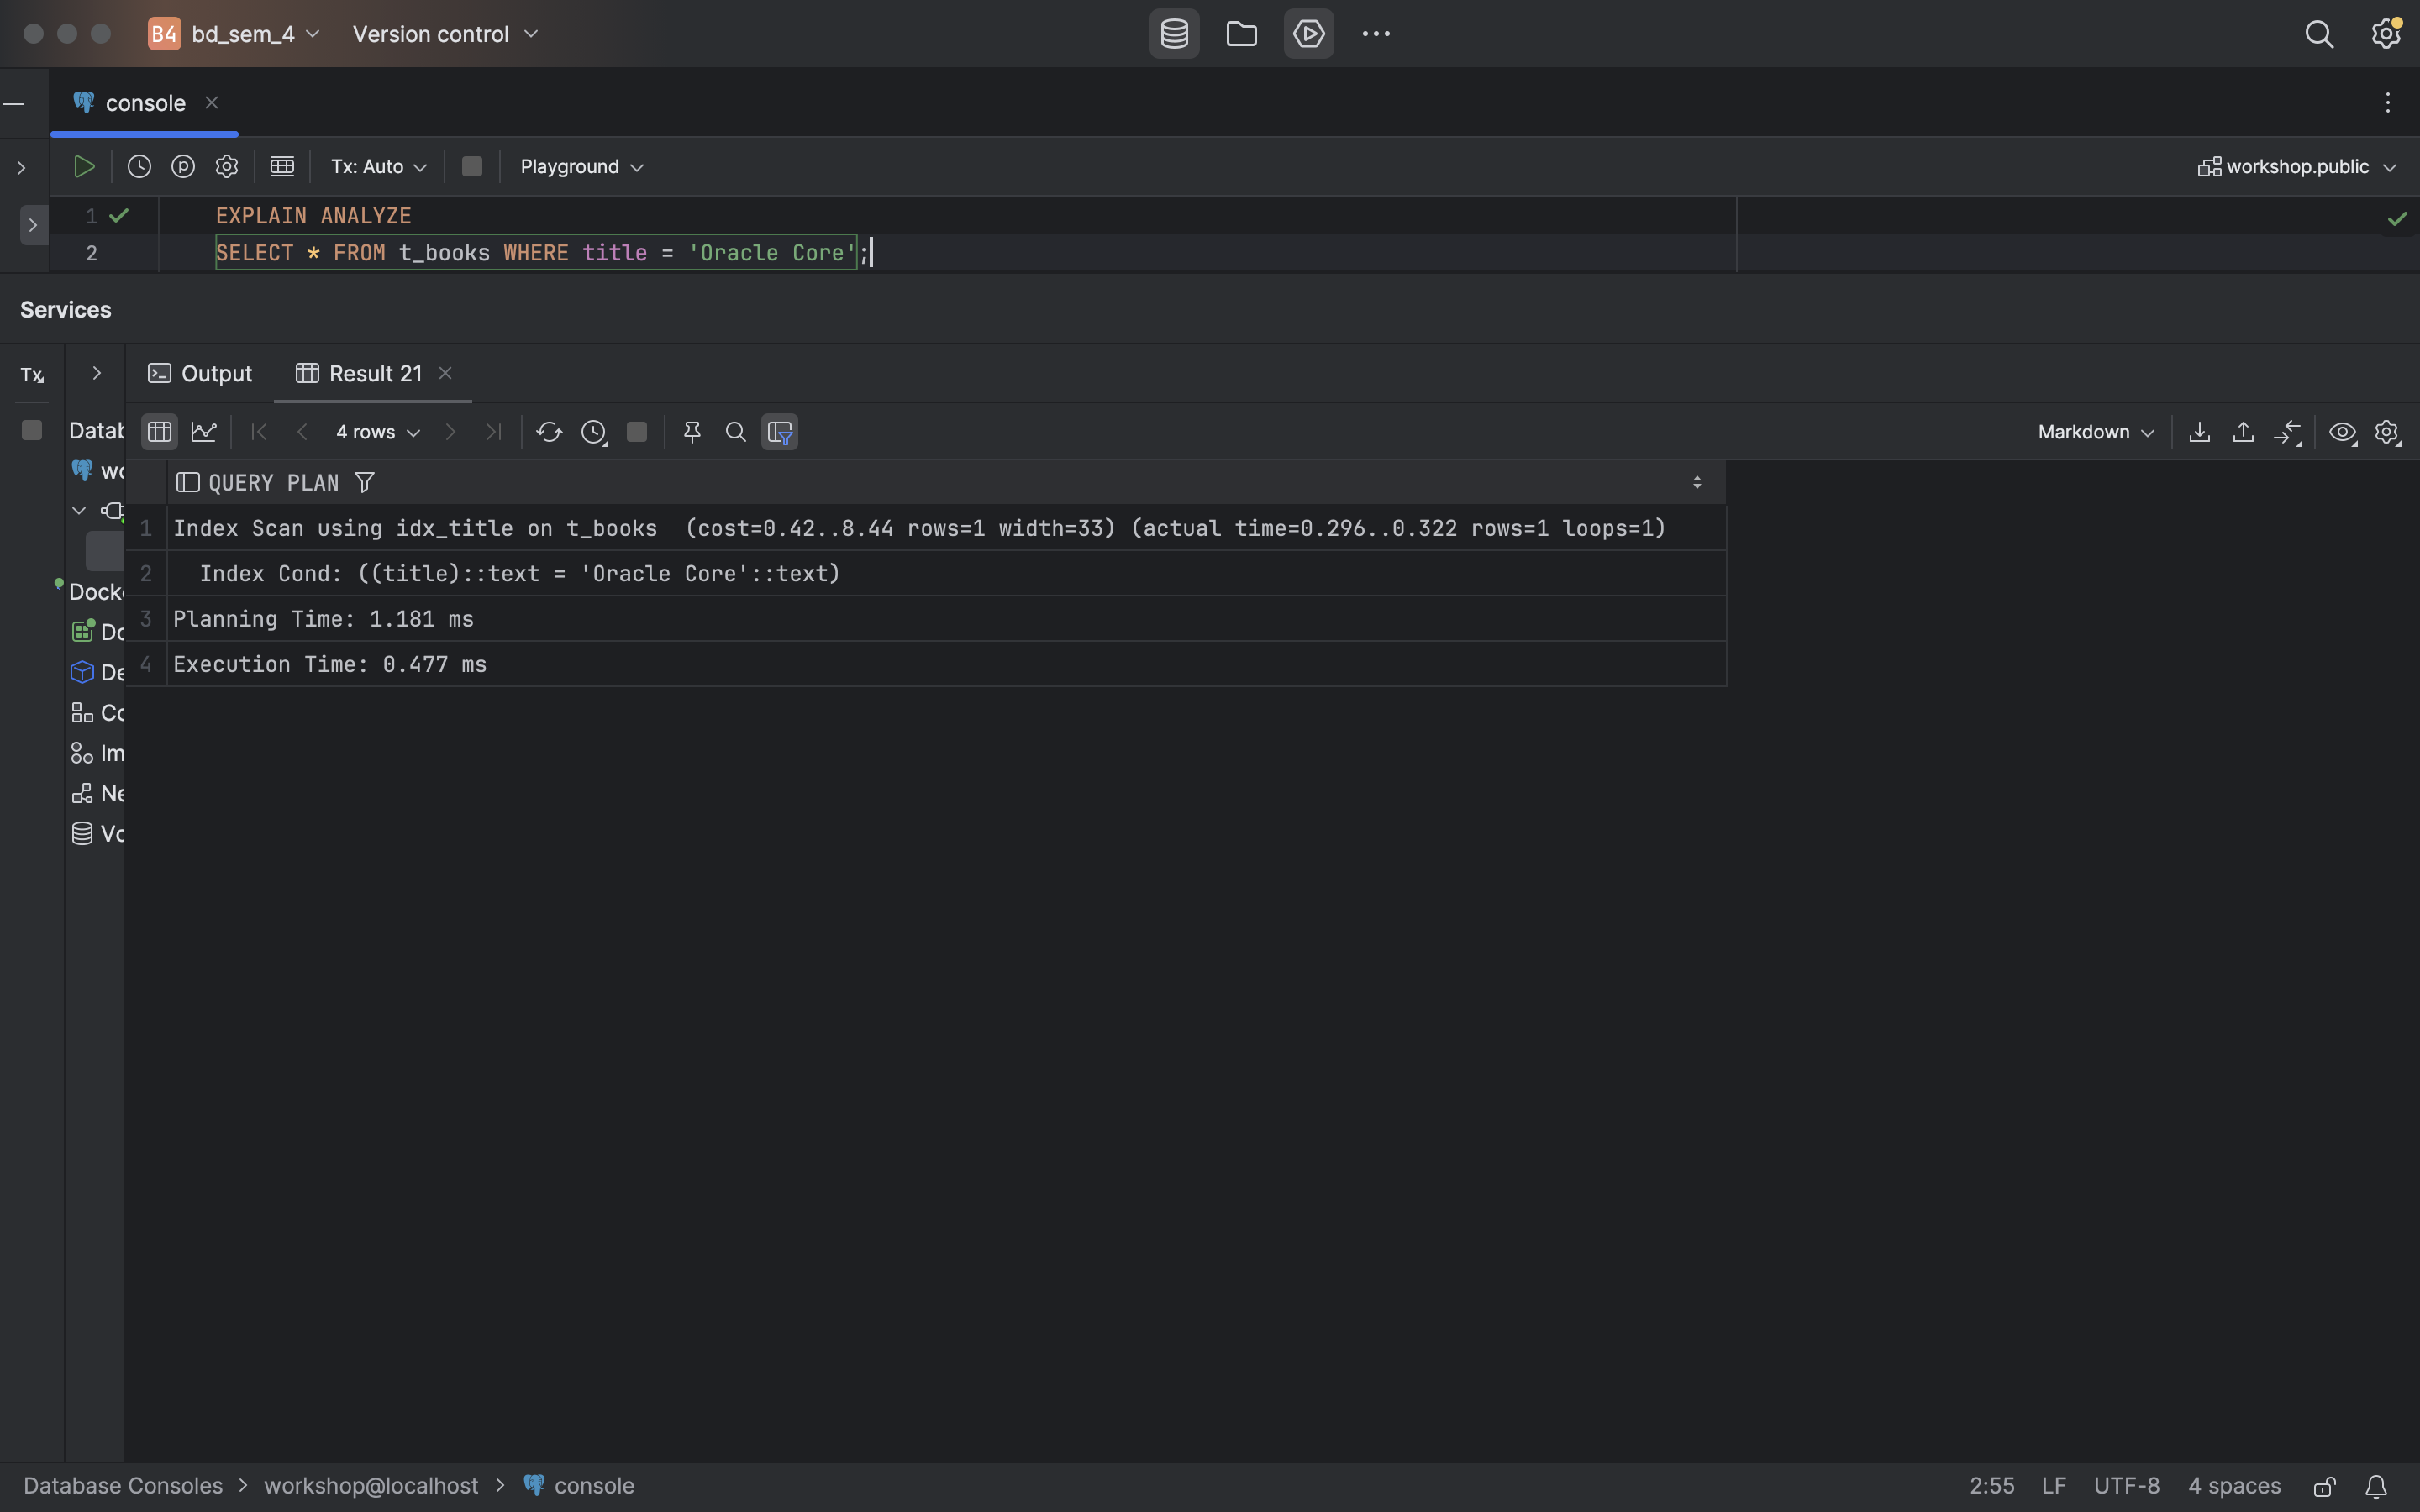 B4 bd_sem_4 Version control
console
Tx: Auto Playground workshop.public
1 EXPLAIN ANALYZE
2 SELECT * FROM t_books WHERE title = 'Oracle Core';
Services
Tx Output Result 21
4 rows Markdown
Datab
wo
Docke
Do
De
Co
Im
Ne
Vo
QUERY PLAN
1 Index Scan using idx_title on t_books  (cost=0.42..8.44 rows=1 width=33) (actual time=0.296..0.322 rows=1 loops=1)
2   Index Cond: ((title)::text = 'Oracle Core'::text)
3 Planning Time: 1.181 ms
4 Execution Time: 0.477 ms
Database Consoles > workshop@localhost > console 2:55 LF UTF-8 4 spaces